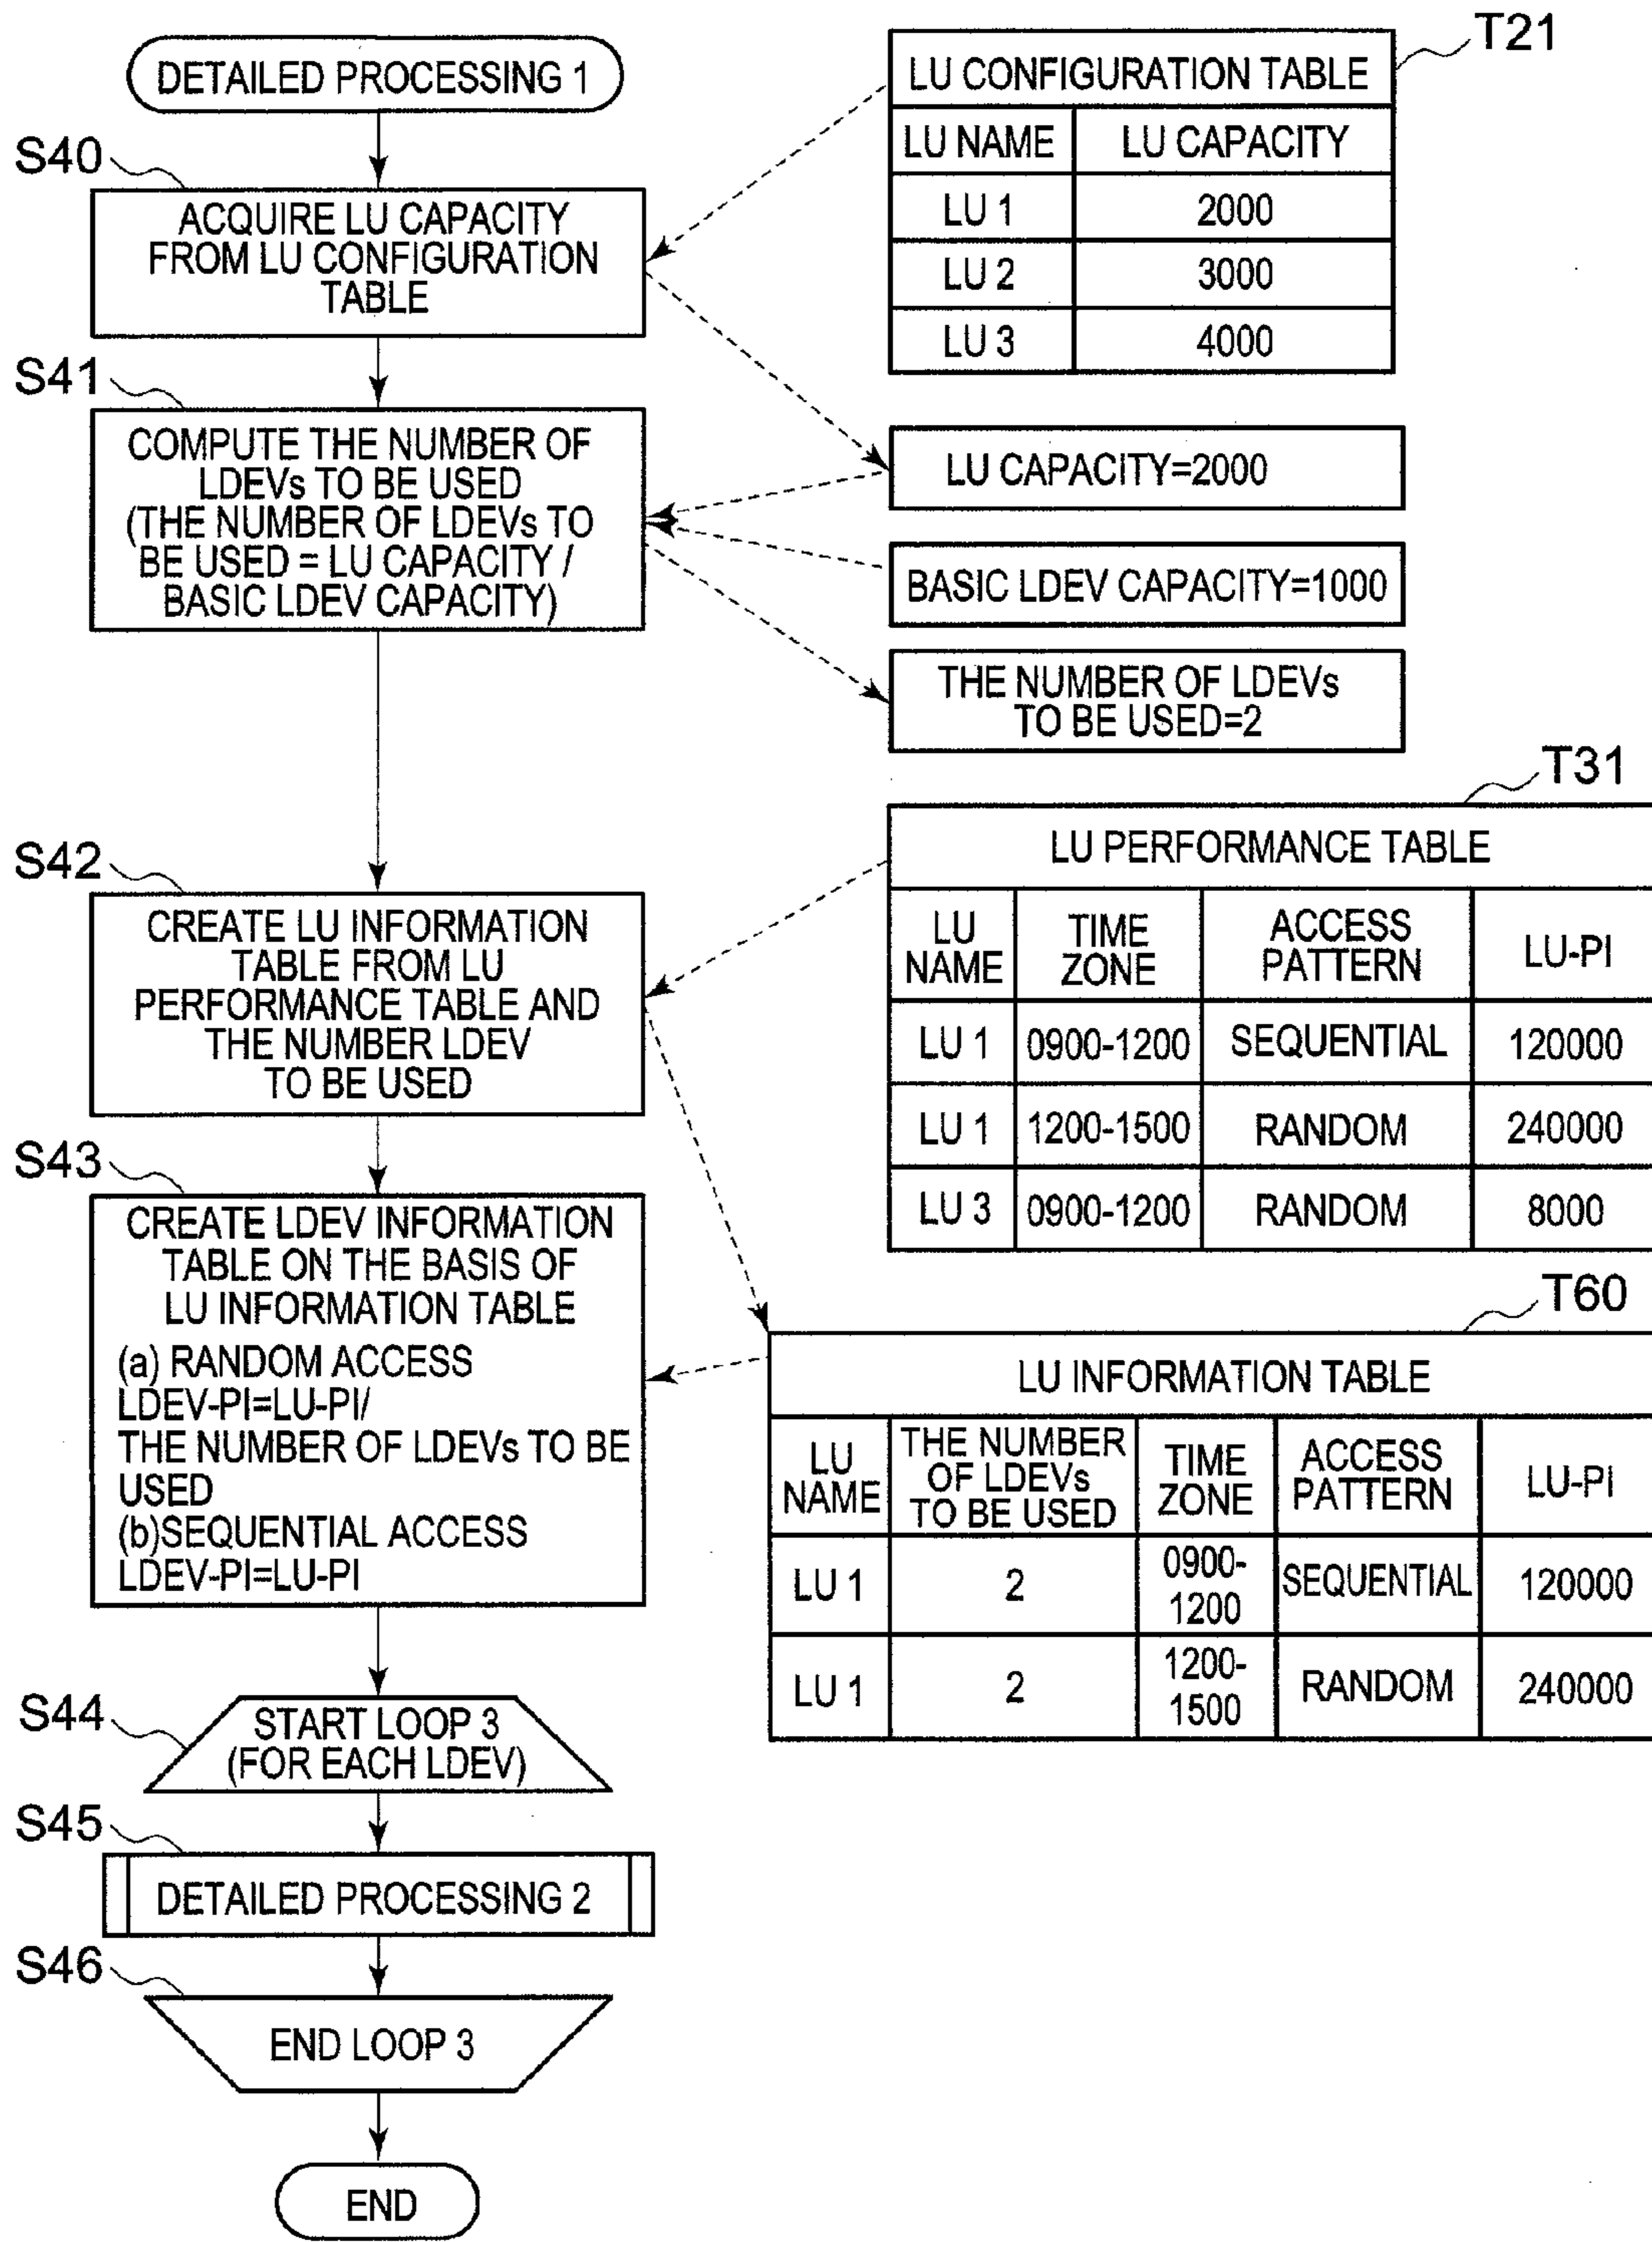 DETAILED PROCESSING 1
S40
ACQUIRE LU CAPACITY
FROM LU CONFIGURATION
TABLE
S41
COMPUTE THE NUMBER OF
LDEVs TO BE USED
(THE NUMBER OF LDEVs TO
BE USED = LU CAPACITY /
BASIC LDEV CAPACITY)
S42
CREATE LU INFORMATION
TABLE FROM LU
PERFORMANCE TABLE AND
THE NUMBER LDEV
TO BE USED
S43
CREATE LDEV INFORMATION
TABLE ON THE BASIS OF
LU INFORMATION TABLE
(a) RANDOM ACCESS
LDEV-PI=LU-PI/
THE NUMBER OF LDEVs TO BE
USED
(b)SEQUENTIAL ACCESS
LDEV-PI=LU-PI
S44
START LOOP 3
(FOR EACH LDEV)
S45
DETAILED PROCESSING 2
S46
END LOOP 3
END
T21
LU CONFIGURATION TABLE
LU NAME LU CAPACITY
LU 1 2000
LU 2 3000
LU 3 4000
LU CAPACITY=2000
BASIC LDEV CAPACITY=1000
THE NUMBER OF LDEVs
TO BE USED=2
T31
LU PERFORMANCE TABLE
LU NAME TIME ZONE ACCESS PATTERN LU-PI
LU 1 0900-1200 SEQUENTIAL 120000
LU 1 1200-1500 RANDOM 240000
LU 3 0900-1200 RANDOM 8000
T60
LU INFORMATION TABLE
LU NAME THE NUMBER OF LDEVs TO BE USED TIME ZONE ACCESS PATTERN LU-PI
LU 1 2 0900-1200 SEQUENTIAL 120000
LU 1 2 1200-1500 RANDOM 240000